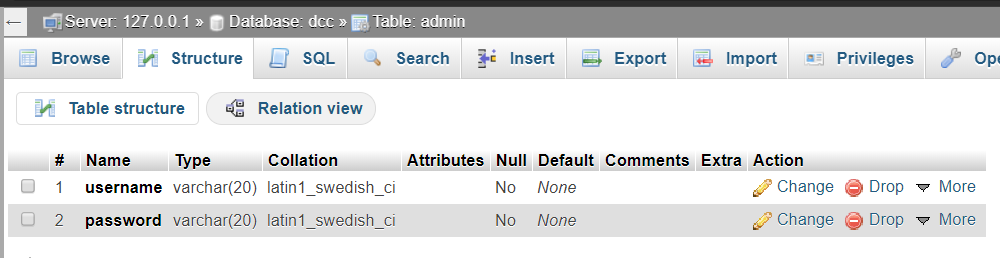 ← Server: 127.0.0.1 » Database: dcc » Table: admin
Browse Structure SQL Search Insert Export Import Privileges Ope
Table structure Relation view
# Name Type Collation Attributes Null Default Comments Extra Action
1 username varchar(20) latin1_swedish_ci No None Change Drop More
2 password varchar(20) latin1_swedish_ci No None Change Drop More